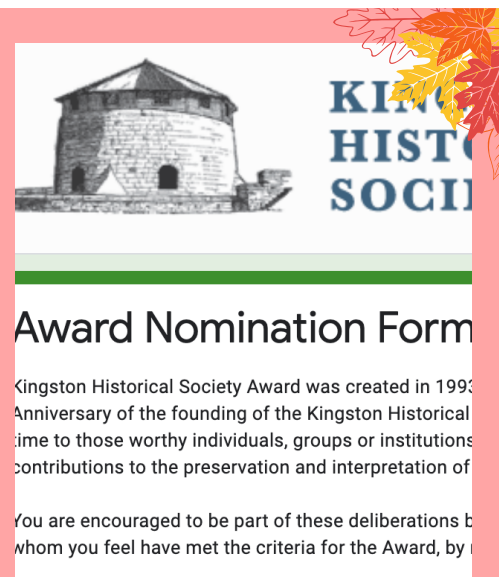 KIN
HISTO
SOCI
Award Nomination Form
Kingston Historical Society Award was created in 1993
Anniversary of the founding of the Kingston Historical
time to those worthy individuals, groups or institutions
contributions to the preservation and interpretation of
You are encouraged to be part of these deliberations b
whom you feel have met the criteria for the Award, by